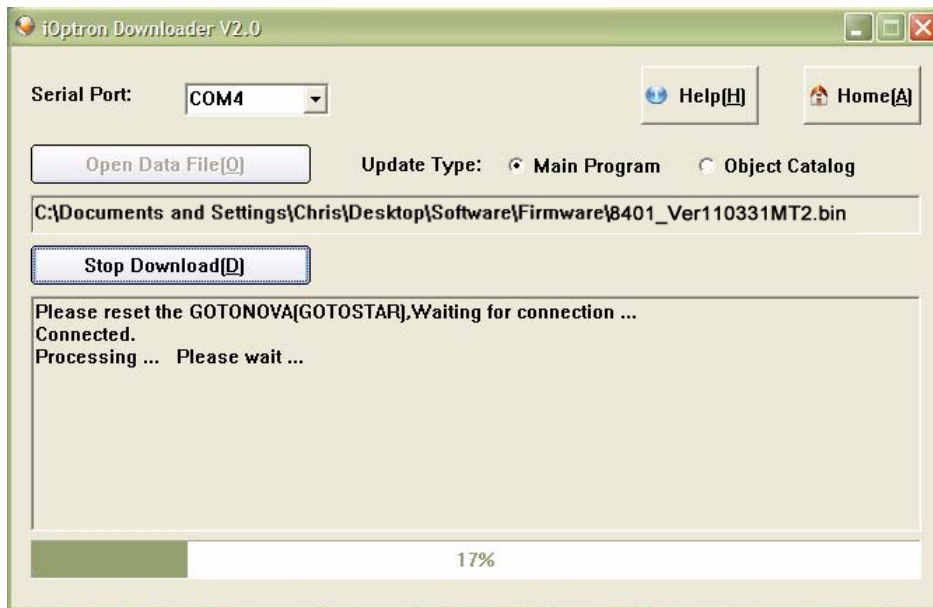 iOptron Downloader V2.0
Serial Port: COM4 Help(H) Home(A)
Open Data File(O) Update Type: Main Program Object Catalog
C:\Documents and Settings\Chris\Desktop\Software\Firmware\8401_Ver110331MT2.bin
Stop Download(D)
Please reset the GOTONOVA(GOTOSTAR),Waiting for connection ...
Connected.
Processing ... Please wait ...
17%